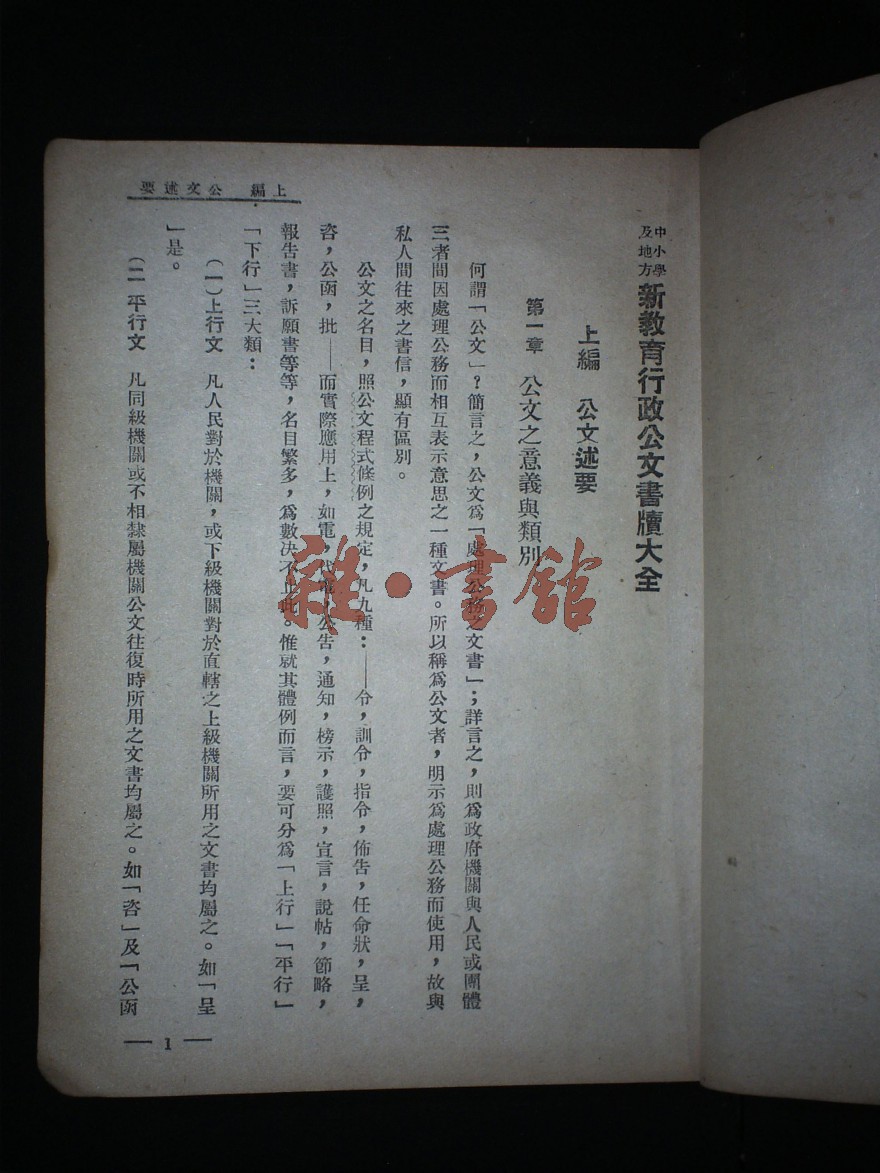 上編　公文述要
中小學
及地方
新教育行政公文書牘大全
上編　公文述要
第一章　公文之意義與類別
何謂「公文」？簡言之，公文爲「處理公務之文書」；詳言之，則爲政府機關與人民或團體
三者間因處理公務而相互表示意思之一種文書。所以稱爲公文者，明示爲處理公務而使用，故與
私人間往來之書信，顯有區別。
公文之名目，照公文程式條例之規定，凡九種：——令，訓令，指令，佈告，任命狀，呈，
咨，公函，批——而實際應用上，如電，代電，公告，通知，榜示，護照，宣言，說帖，節略，
報告書，訴願書等等，名目繁多，爲數決不止此。惟就其體例而言，要可分爲「上行」「平行」
「下行」三大類：
（一）上行文　凡人民對於機關，或下級機關對於直轄之上級機關所用之文書均屬之。如「呈
」是。
（二　平行文　凡同級機關或不相隸屬機關公文往復時所用之文書均屬之。如「咨」及「公函
— 1 —
雜·書館